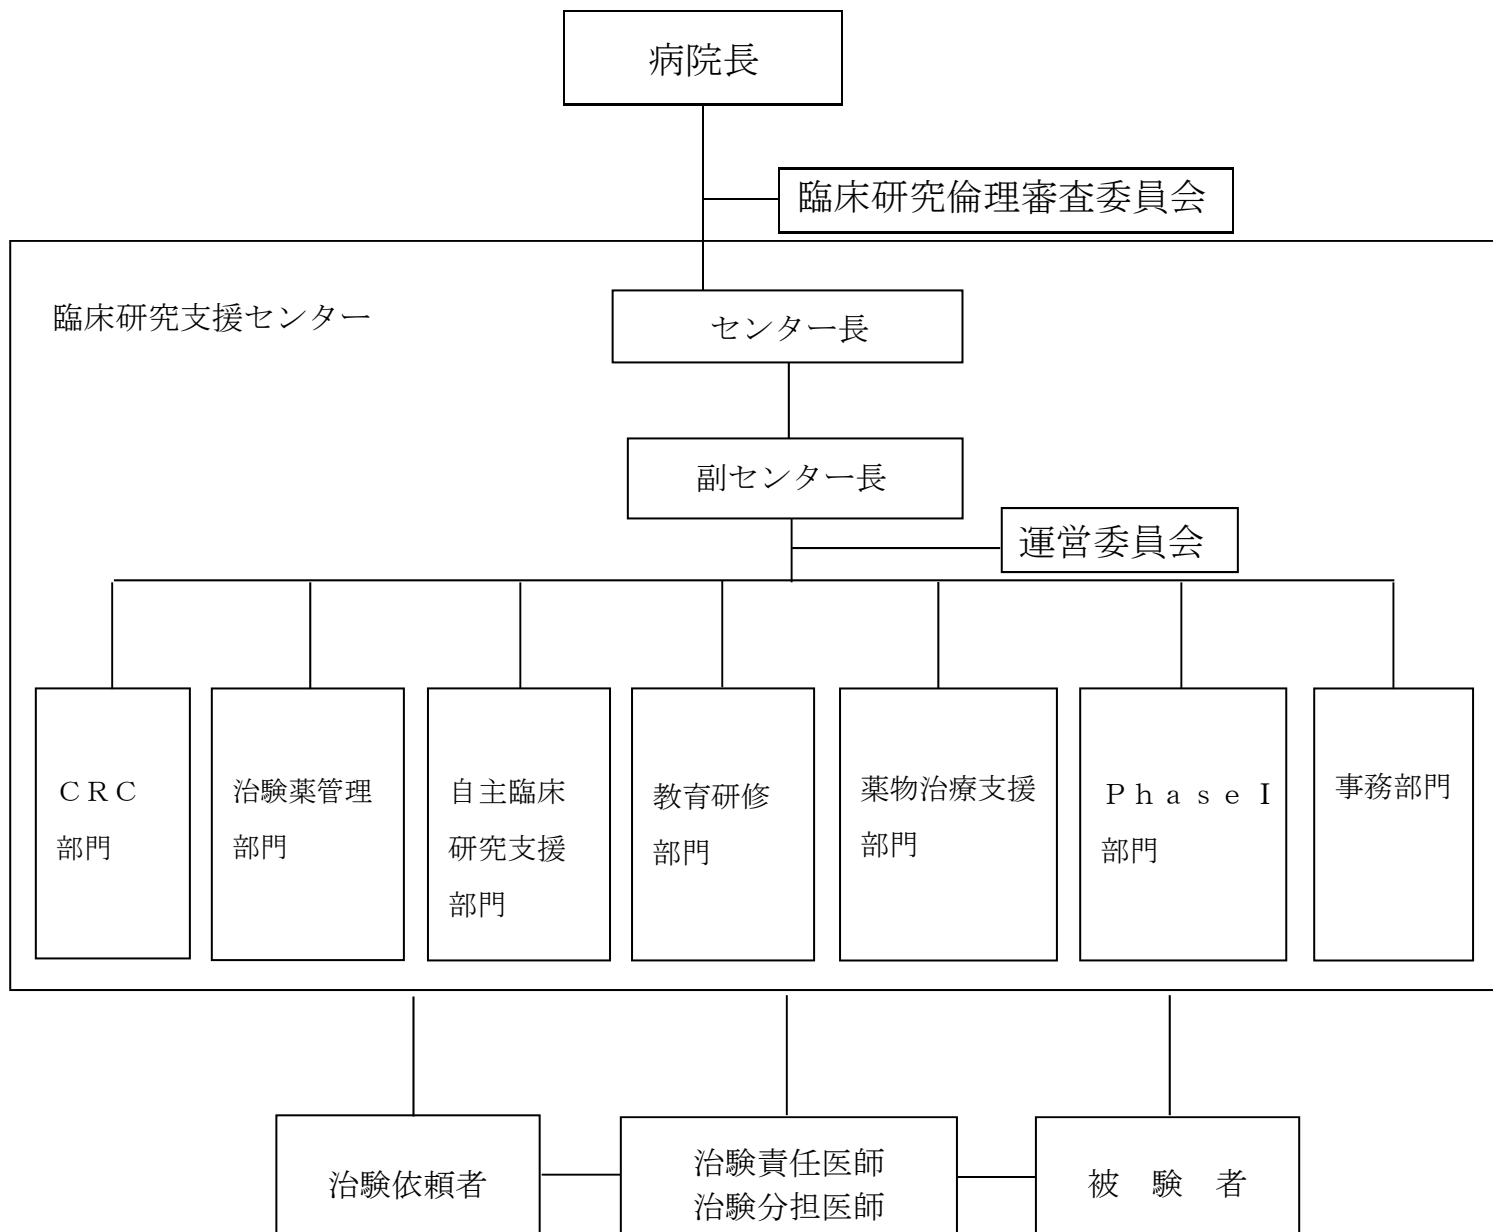 病院長
臨床研究倫理審査委員会
臨床研究支援センター
センター長
副センター長
運営委員会
ＣＲＣ
部門
治験薬管理
部門
自主臨床
研究支援
部門
教育研修
部門
薬物治療支援
部門
ＰｈａｓｅⅠ
部門
事務部門
治験依頼者
治験責任医師
治験分担医師
被　験　者